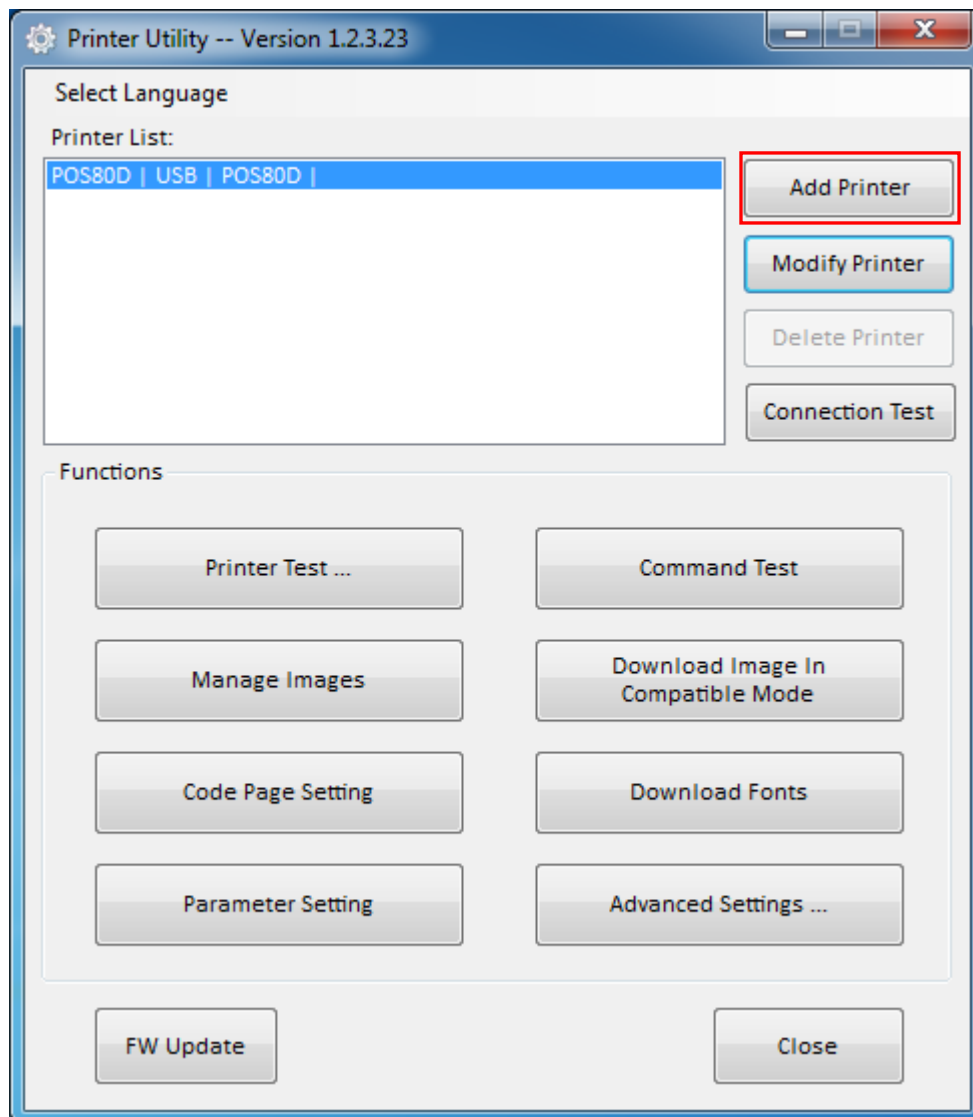 Printer Utility -- Version 1.2.3.23
Select Language
Printer List:
POS80D | USB | POS80D |
Add Printer
Modify Printer
Delete Printer
Connection Test
Functions
Printer Test ...
Command Test
Manage Images
Download Image In
Compatible Mode
Code Page Setting
Download Fonts
Parameter Setting
Advanced Settings ...
FW Update
Close